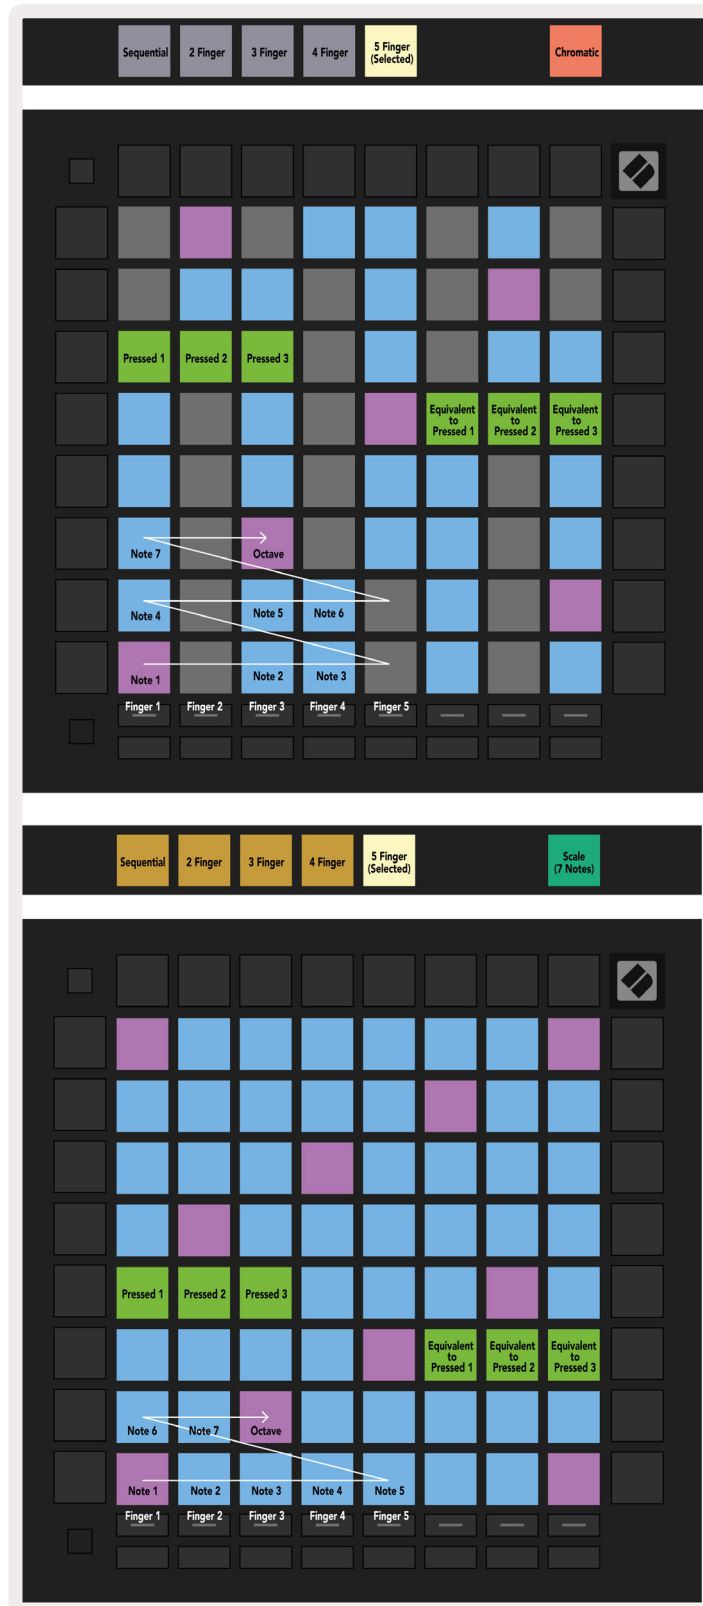 Sequential
2 Finger
3 Finger
4 Finger
5 Finger
(Selected)
Chromatic
Pressed 1
Pressed 2
Pressed 3
Equivalent
to
Pressed 1
Equivalent
to
Pressed 2
Equivalent
to
Pressed 3
Note 7
Octave
Note 4
Note 5
Note 6
Note 1
Note 2
Note 3
Finger 1
Finger 2
Finger 3
Finger 4
Finger 5
Sequential
2 Finger
3 Finger
4 Finger
5 Finger
(Selected)
Scale
(7 Notes)
Pressed 1
Pressed 2
Pressed 3
Equivalent
to
Pressed 1
Equivalent
to
Pressed 2
Equivalent
to
Pressed 3
Note 6
Note 7
Octave
Note 1
Note 2
Note 3
Note 4
Note 5
Finger 1
Finger 2
Finger 3
Finger 4
Finger 5